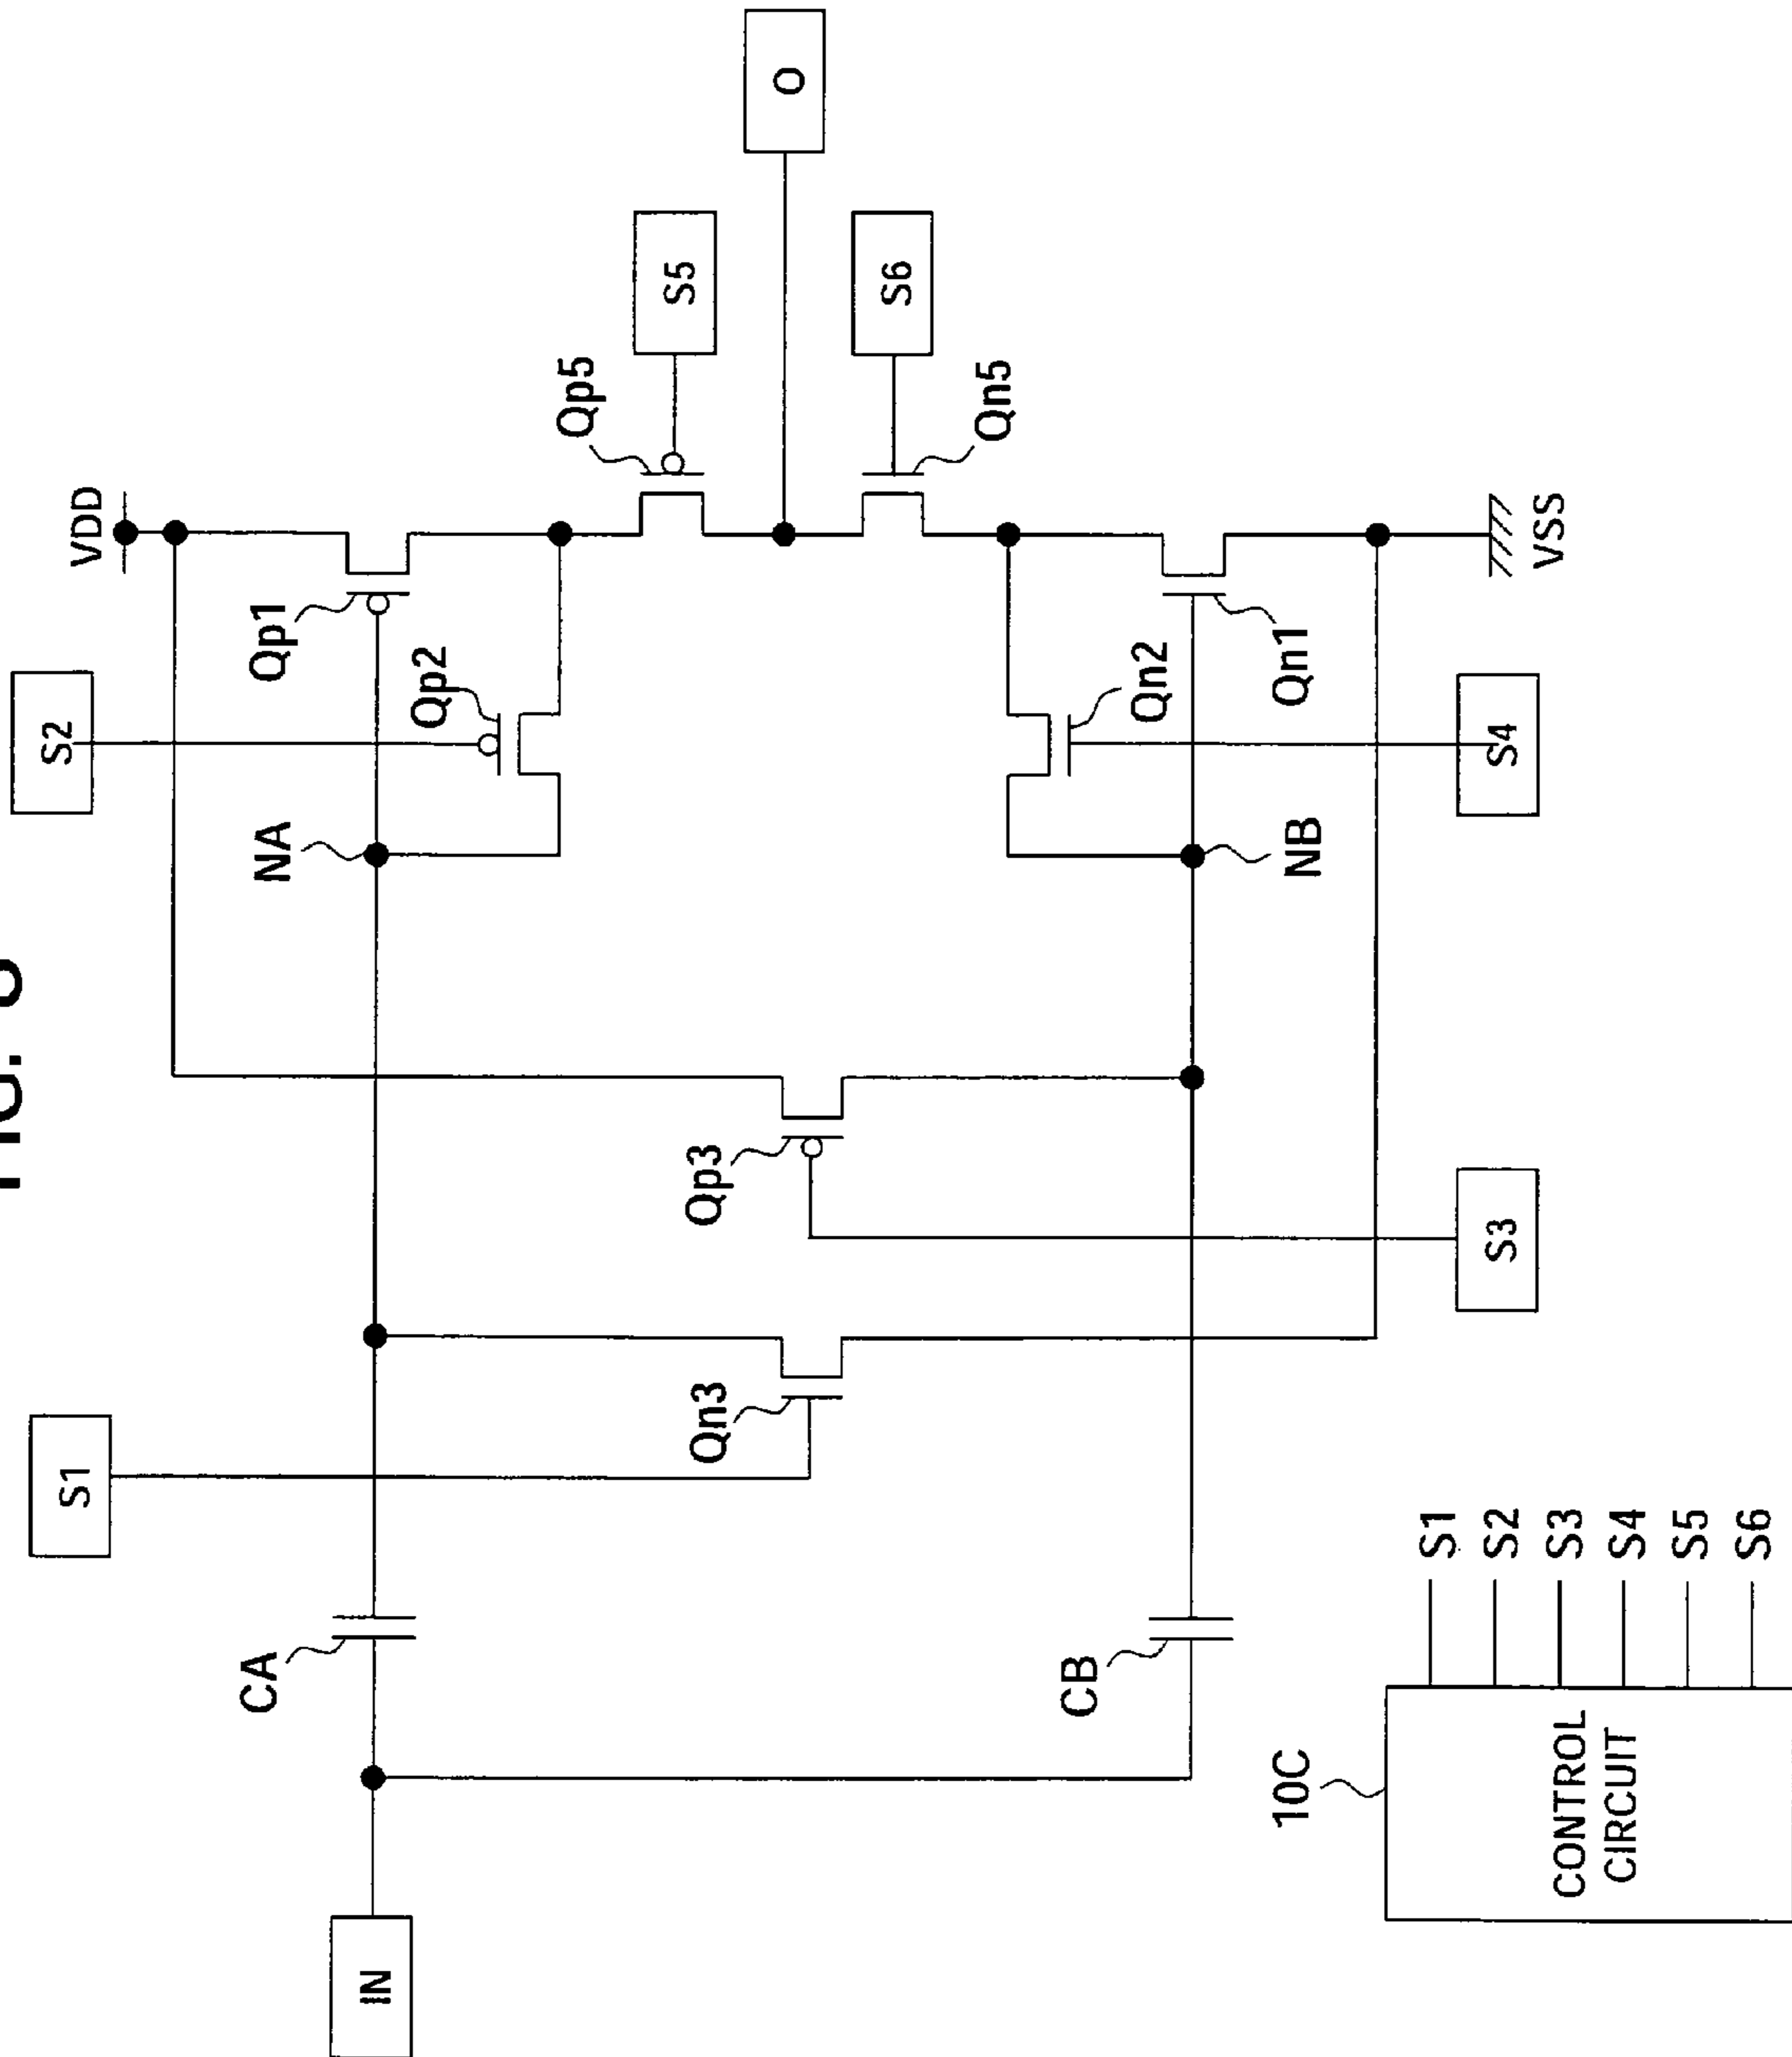 FIG.
S1
S2
VDD
CA
NA
Qp1
IN
Qp2
Qp5
S5
Qn3
Qp3
O
S6
Qn5
CB
Qn2
10C
NB
Qn1
S3
S4
VSS
CONTROL
CIRCUIT
S1
S2
S3
S4
S5
S6